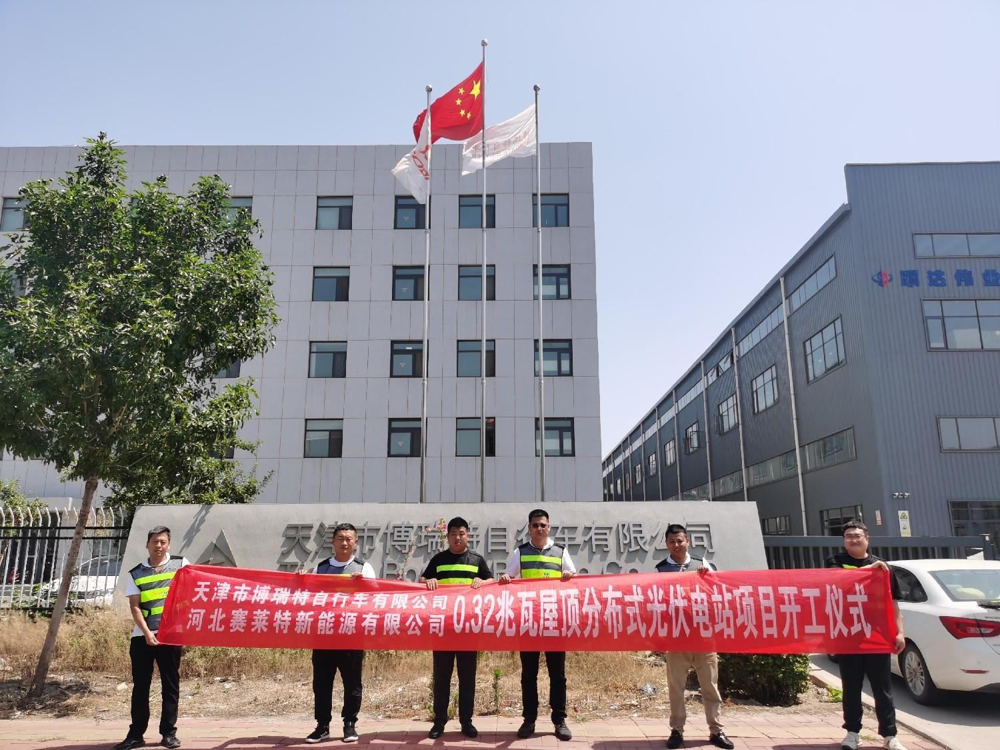 顺达伟业
天津市博瑞特自行车有限公司
天津市博瑞特自行车有限公司
河北赛莱特新能源有限公司
0.32兆瓦屋顶分布式光伏电站项目开工仪式